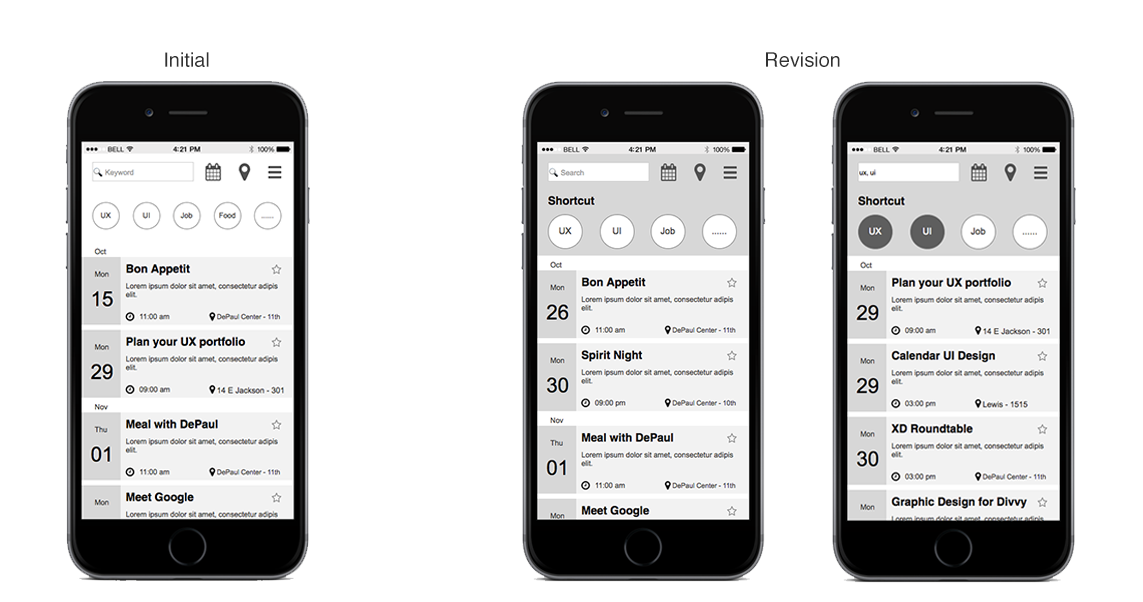 Initial
Revision
BELL 4:21 PM 100%
Keyword
UX UI Job Food ......
Oct
Mon
15
Bon Appetit
Lorem ipsum dolor sit amet, consectetur adipis
elit.
11:00 am DePaul Center - 11th
Mon
29
Plan your UX portfolio
Lorem ipsum dolor sit amet, consectetur adipis
elit.
09:00 am 14 E Jackson - 301
Nov
Thu
01
Meal with DePaul
Lorem ipsum dolor sit amet, consectetur adipis
elit.
11:00 am DePaul Center - 11th
Mon
Meet Google
Lorem ipsum dolor sit amet, consectetur adipis
BELL 4:21 PM 100%
Search
Shortcut
UX UI Job ......
Oct
Mon
26
Bon Appetit
Lorem ipsum dolor sit amet, consectetur adipis
elit.
11:00 am DePaul Center - 11th
Mon
30
Spirit Night
Lorem ipsum dolor sit amet, consectetur adipis
elit.
09:00 pm DePaul Center - 10th
Nov
Thu
01
Meal with DePaul
Lorem ipsum dolor sit amet, consectetur adipis
elit.
11:00 am DePaul Center - 11th
Mon
Meet Google
BELL 4:21 PM 100%
ux, ui
Shortcut
UX UI Job ......
Oct
Mon
29
Plan your UX portfolio
Lorem ipsum dolor sit amet, consectetur adipis
elit.
09:00 am 14 E Jackson - 301
Mon
29
Calendar UI Design
Lorem ipsum dolor sit amet, consectetur adipis
elit.
03:00 pm Lewis - 1515
Mon
30
XD Roundtable
Lorem ipsum dolor sit amet, consectetur adipis
elit.
03:00 pm DePaul Center - 11th
Mon
Graphic Design for Divvy
Lorem ipsum dolor sit amet, consectetur adipis